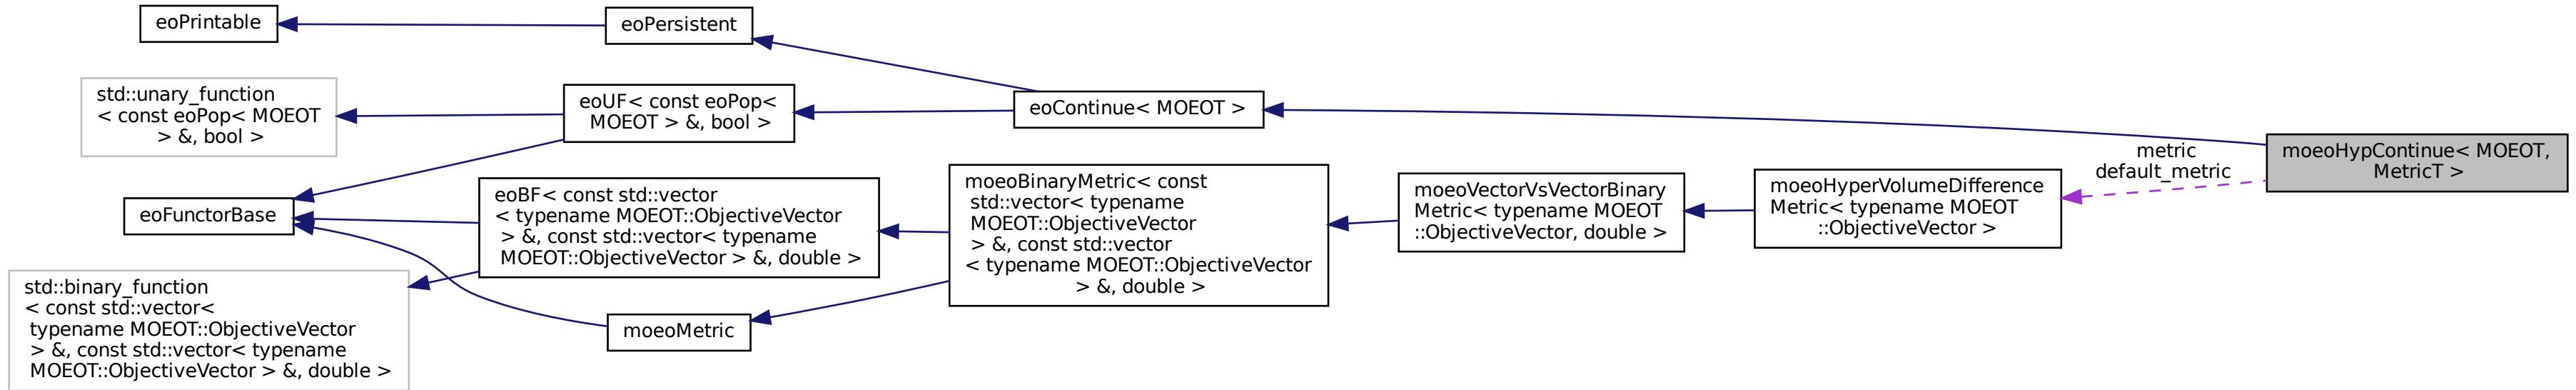 eoPrintable
eoPersistent
std::unary_function
< const eoPop< MOEOT
> &, bool >
eoUF< const eoPop<
MOEOT > &, bool >
eoContinue< MOEOT >
eoFunctorBase
eoBF< const std::vector
< typename MOEOT::ObjectiveVector
> &, const std::vector< typename
MOEOT::ObjectiveVector > &, double >
std::binary_function
< const std::vector<
typename MOEOT::ObjectiveVector
> &, const std::vector< typename
MOEOT::ObjectiveVector > &, double >
moeoMetric
moeoBinaryMetric< const
std::vector< typename
MOEOT::ObjectiveVector
> &, const std::vector
< typename MOEOT::ObjectiveVector
> &, double >
moeoVectorVsVectorBinary
Metric< typename MOEOT
::ObjectiveVector, double >
moeoHyperVolumeDifference
Metric< typename MOEOT
::ObjectiveVector >
metric
default_metric
moeoHypContinue< MOEOT,
MetricT >